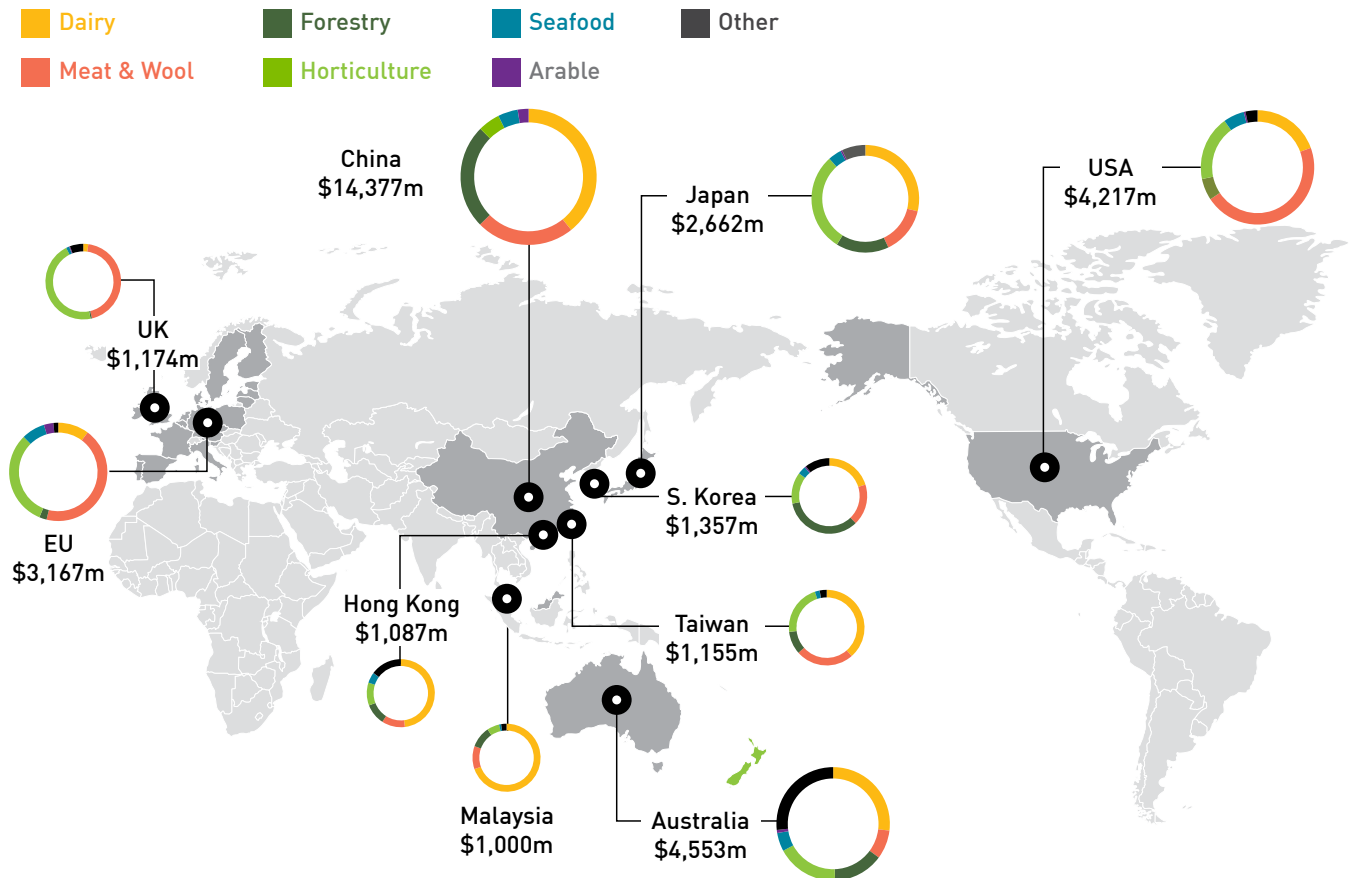 Dairy
Forestry
Seafood
Other
Meat & Wool
Horticulture
Arable
China
$14,377m
Japan
$2,662m
USA
$4,217m
UK
$1,174m
EU
$3,167m
S. Korea
$1,357m
Hong Kong
$1,087m
Taiwan
$1,155m
Malaysia
$1,000m
Australia
$4,553m